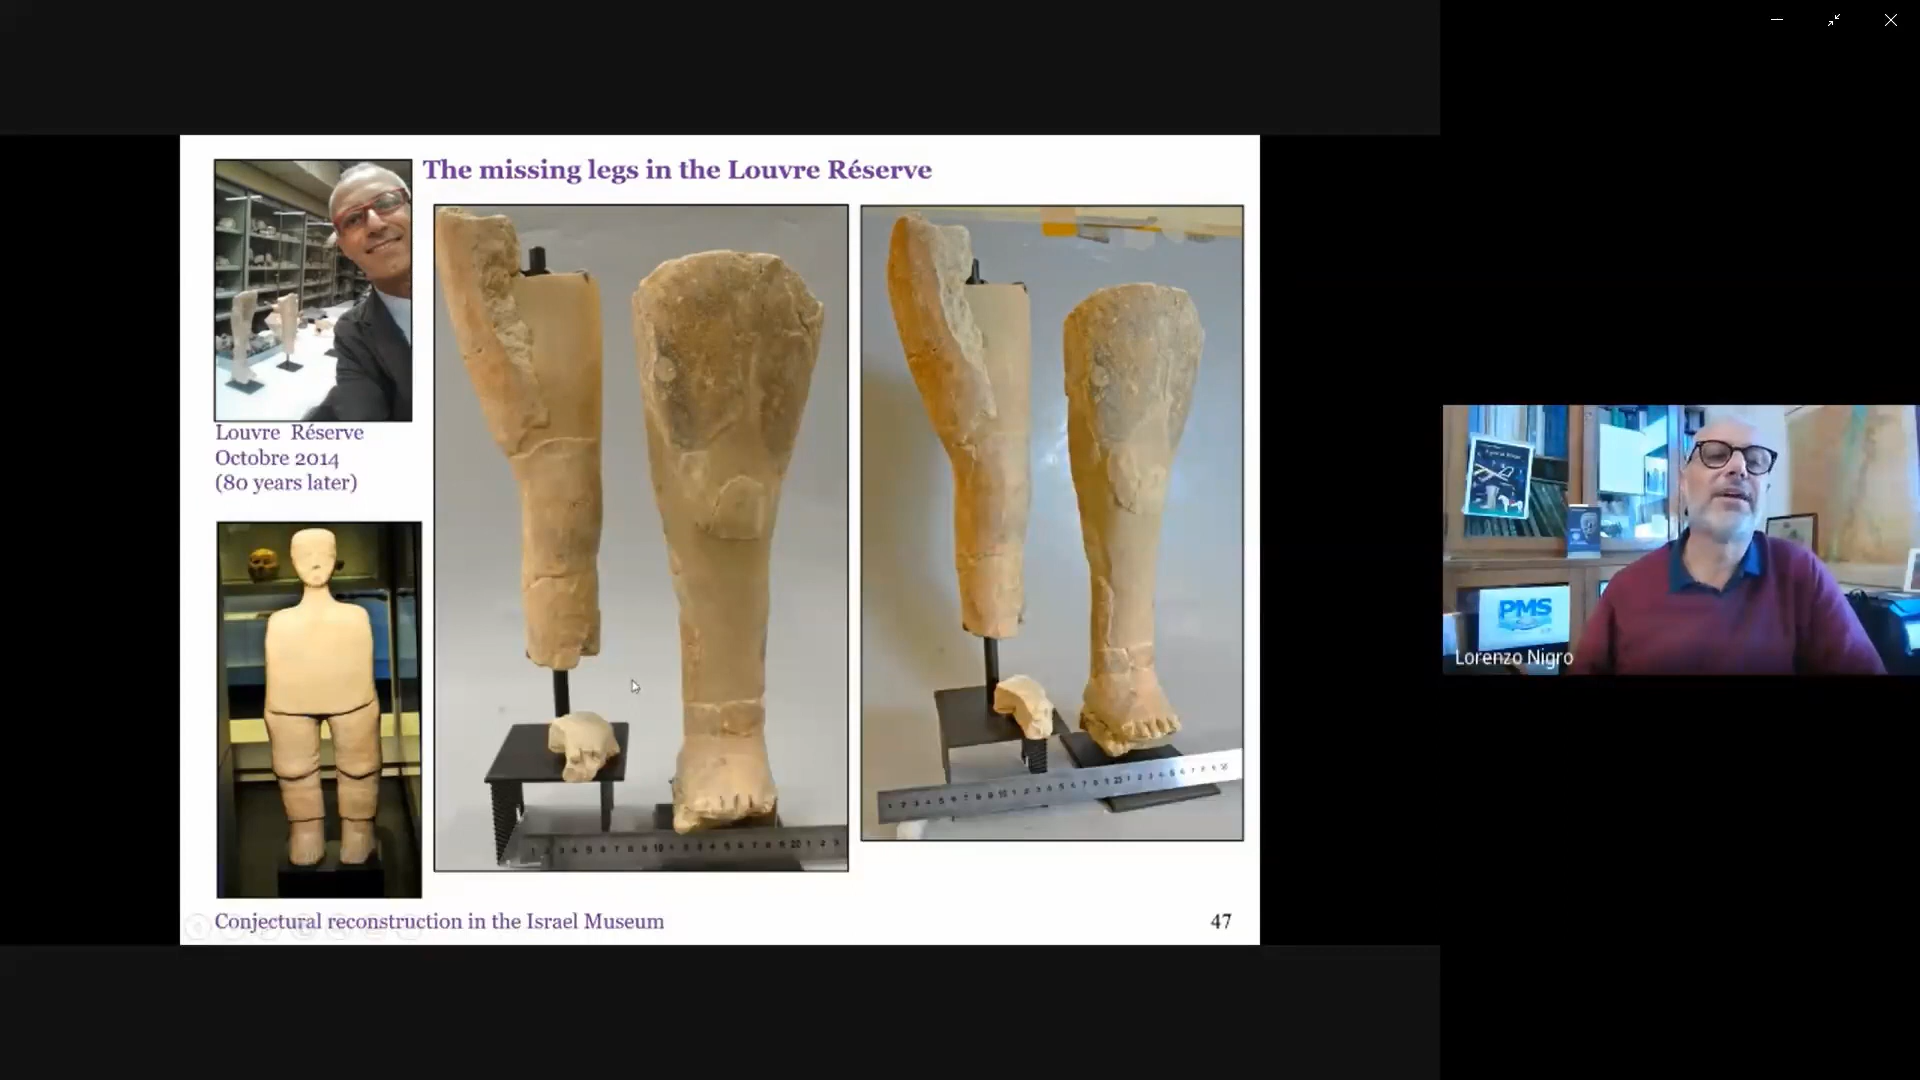 The missing legs in the Louvre Réserve
Louvre Réserve
Octobre 2014
(80 years later)
Conjectural reconstruction in the Israel Museum
47
PMS
Lorenzo Nigro